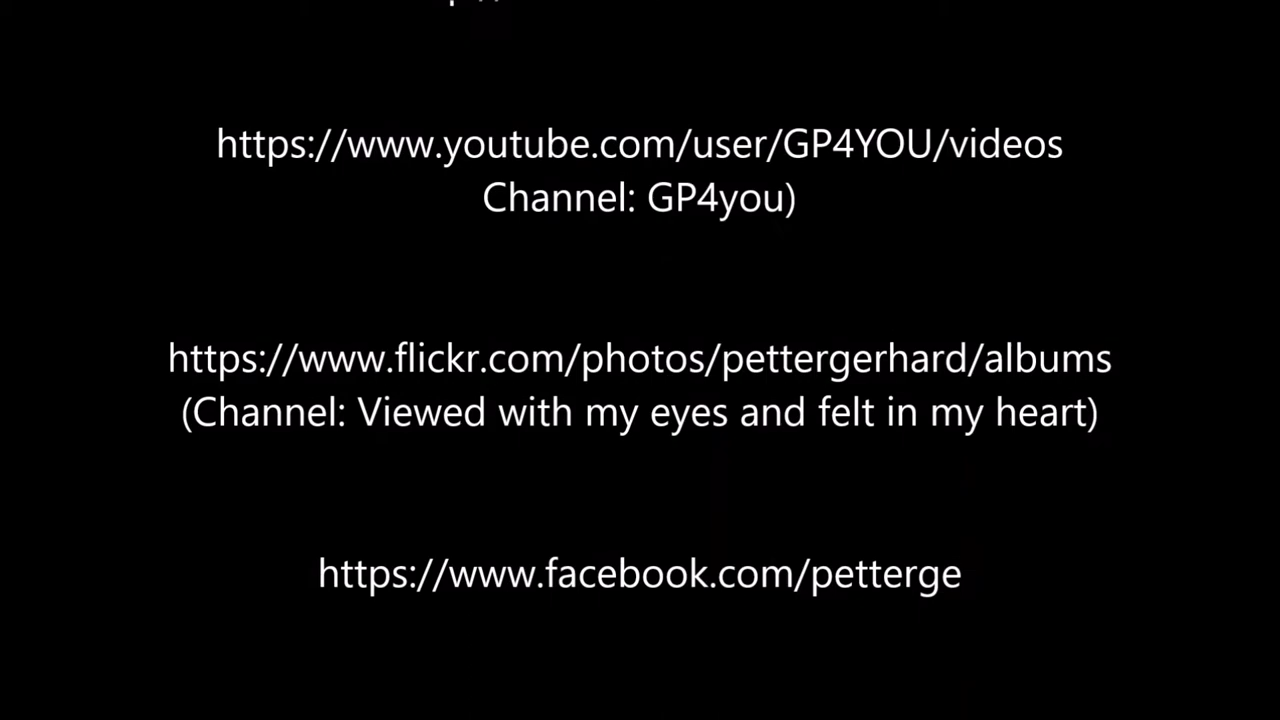 https://www.youtube.com/user/GP4YOU/videos
Channel: GP4you)
https://www.flickr.com/photos/pettergerhard/albums
(Channel: Viewed with my eyes and felt in my heart)
https://www.facebook.com/petterge